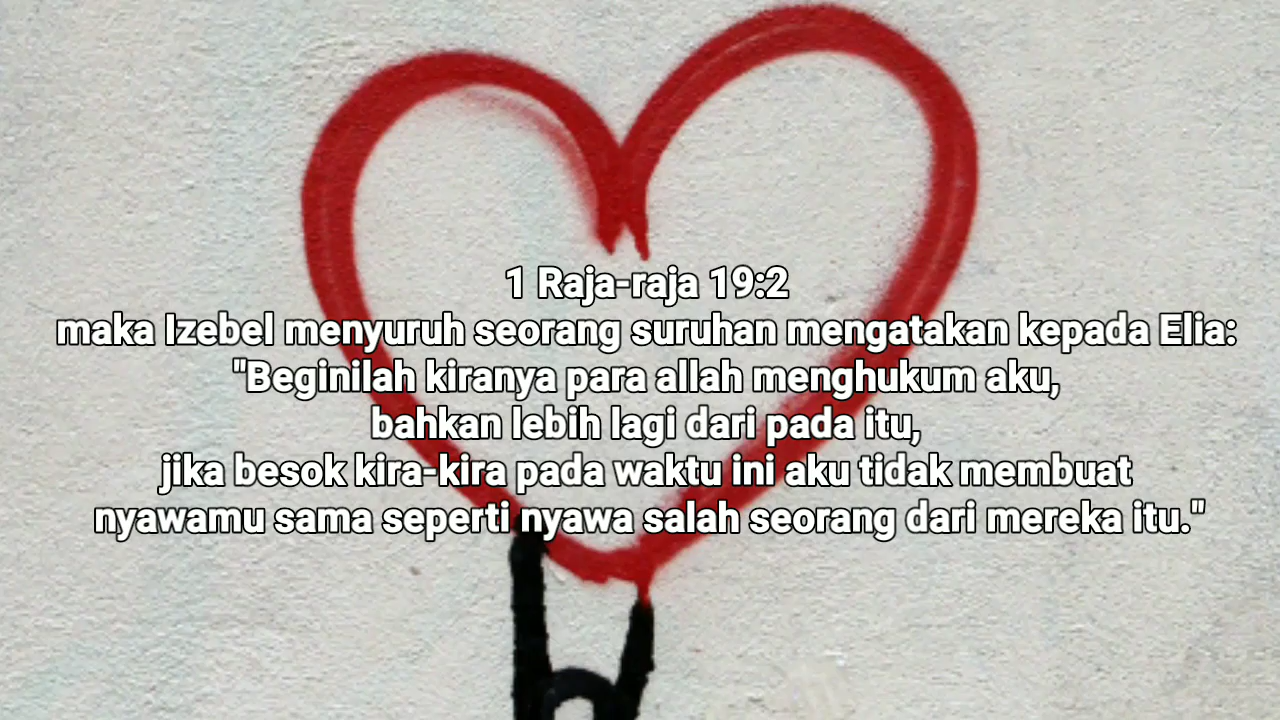 1 Raja-raja 19:2
maka Izebel menyuruh seorang suruhan mengatakan kepada Elia:
"Beginilah kiranya para allah menghukum aku,
bahkan lebih lagi dari pada itu,
jika besok kira-kira pada waktu ini aku tidak membuat
nyawamu sama seperti nyawa salah seorang dari mereka itu."